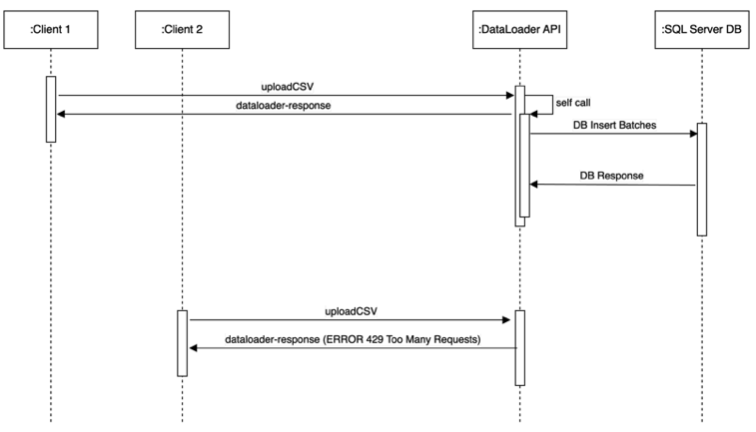 :Client 1
:Client 2
:DataLoader API
:SQL Server DB
uploadCSV
dataloader-response
self call
DB Insert Batches
DB Response
uploadCSV
dataloader-response (ERROR 429 Too Many Requests)